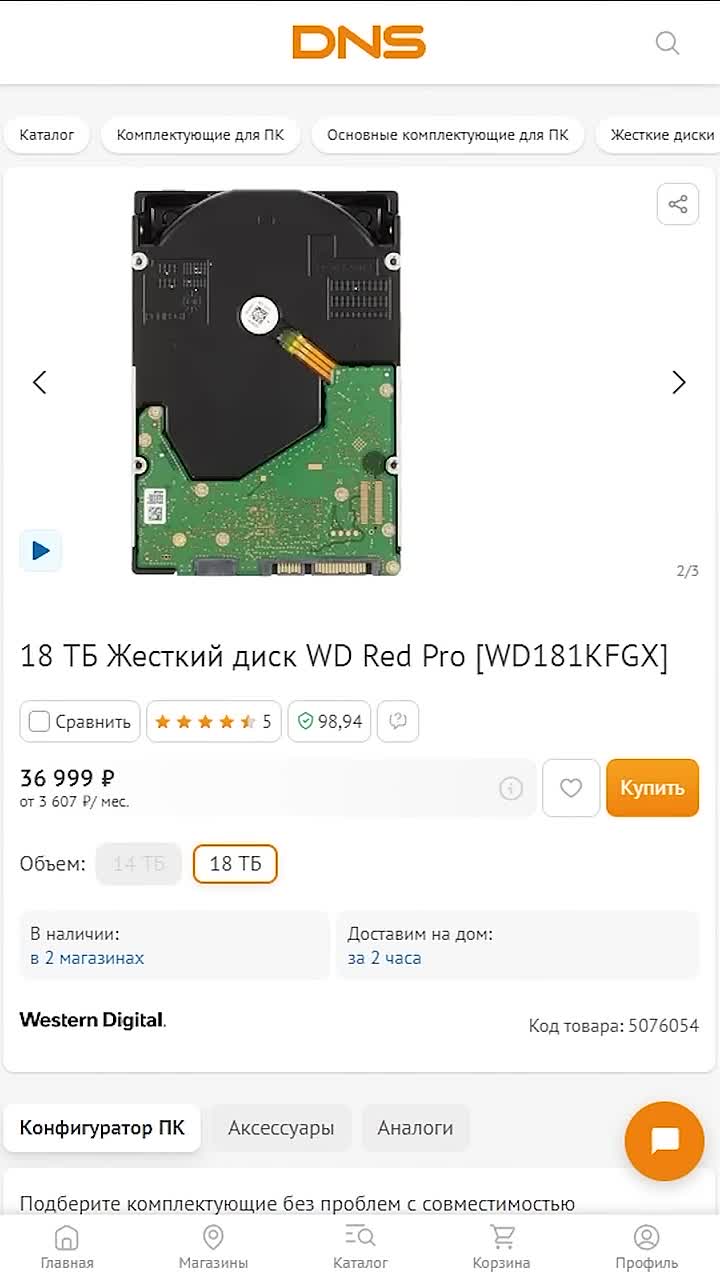 DNS
Каталог
Комплектующие для ПК
Основные комплектующие для ПК
Жесткие диски
2/3
18 ТБ Жесткий диск WD Red Pro [WD181KFGX]
Сравнить
5
98,94
36 999 ₽
от 3 607 ₽/ мес.
Купить
Объем:
14 ТБ
18 ТБ
В наличии:
в 2 магазинах
Доставим на дом:
за 2 часа
Western Digital.
Код товара: 5076054
Конфигуратор ПК
Аксессуары
Аналоги
Подберите комплектующие без проблем с совместимостью
Главная
Магазины
Каталог
Корзина
Профиль